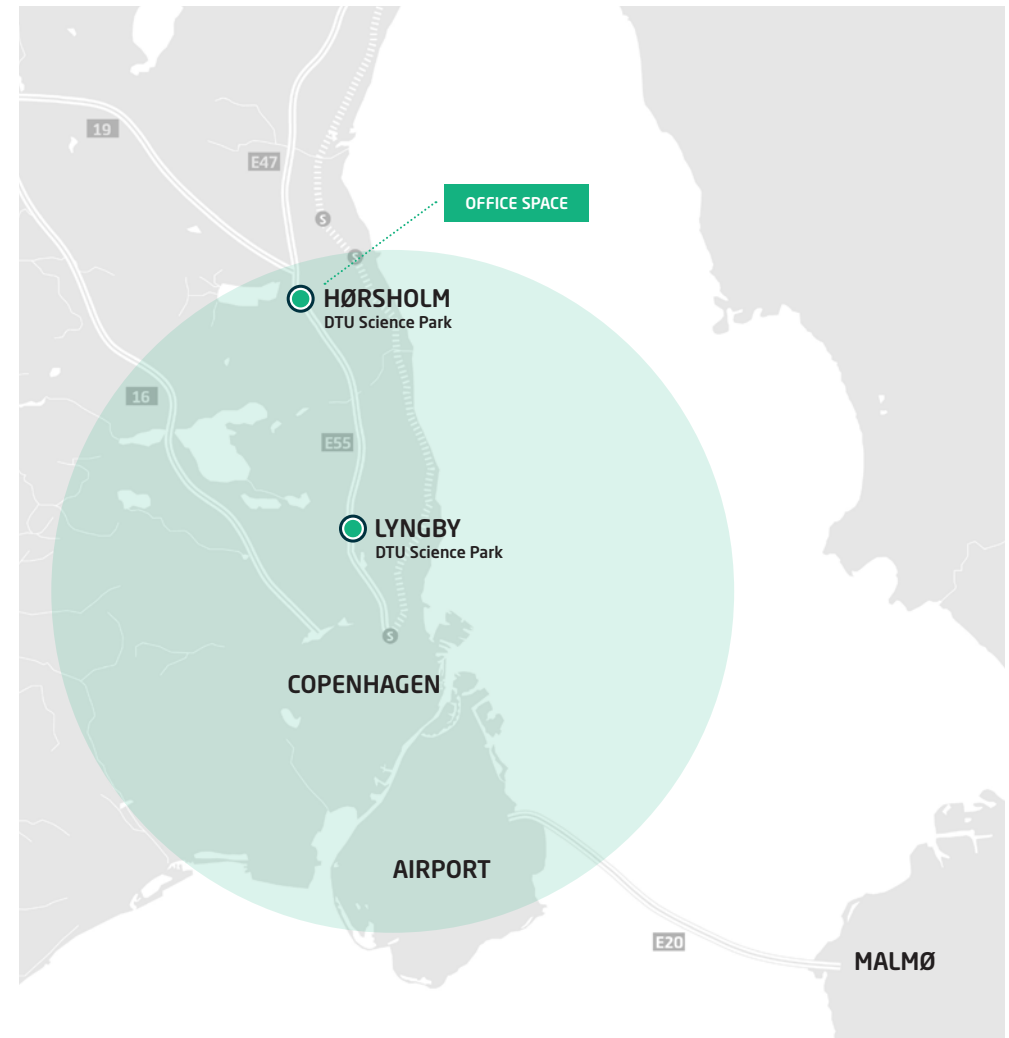 19
E47
OFFICE SPACE
S
S
HØRSHOLM
DTU Science Park
16
E55
LYNGBY
DTU Science Park
S
COPENHAGEN
AIRPORT
E20
MALMØ